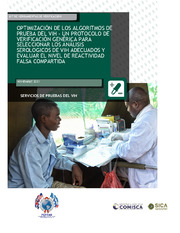 OPTIMIZACIÓN DE LOS ALGORITMOS DE
PRUEBA DEL VIH - UN PROTOCOLO DE
VERIFICACIÓN GENÉRICA PARA
SELECCIONAR LOS ANÁLISIS
SEROLÓGICOS DE VIH ADECUADOS Y
EVALUAR EL NIVEL DE REACTIVIDAD
FALSA COMPARTIDA
SERVICIOS DE PRUEBAS DEL VIH
COMISCA
SICA